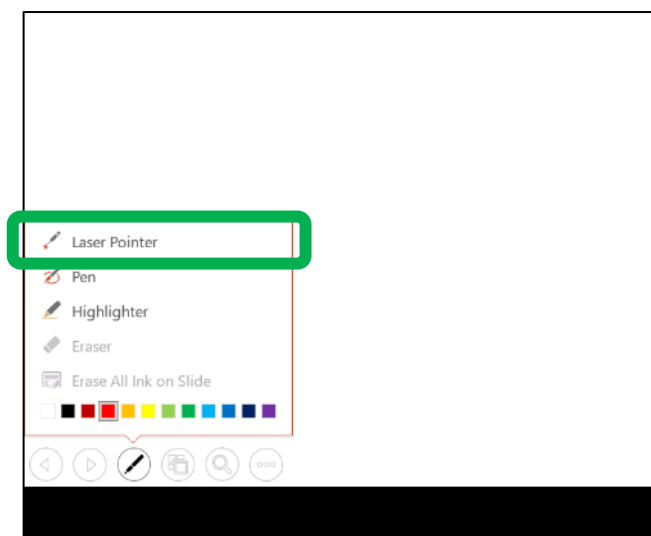 Laser Pointer
Pen
Highlighter
Eraser
Erase All Ink on Slide